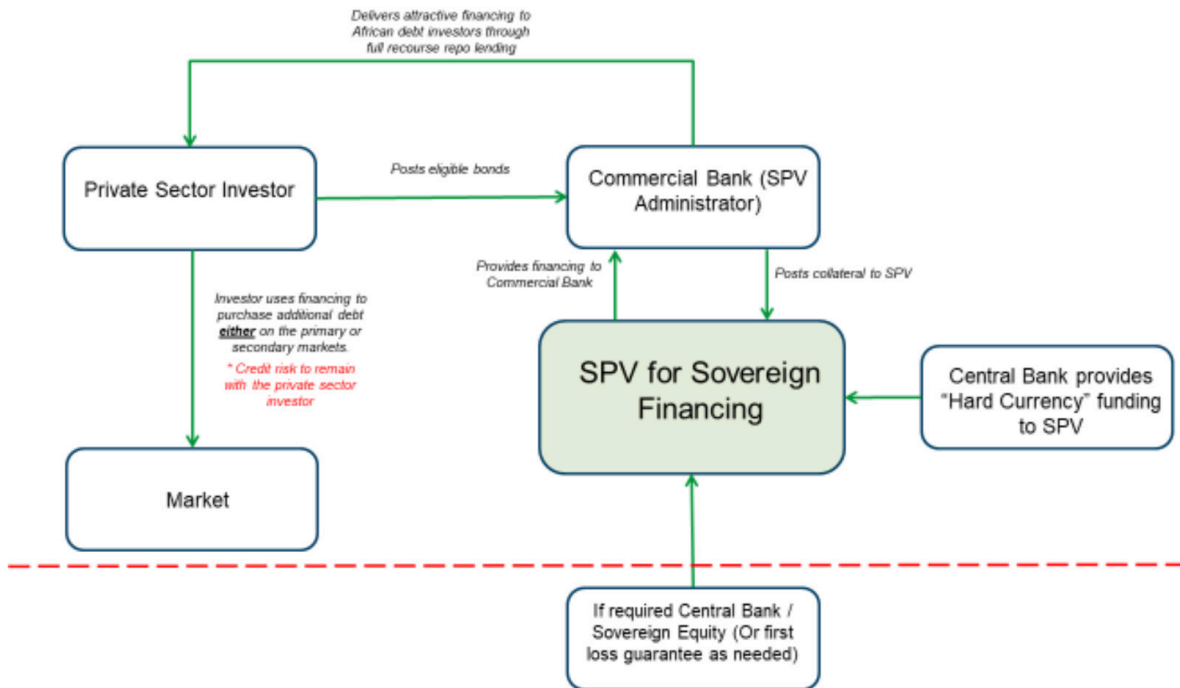 Delivers attractive financing to
African debt investors through
full recourse repo lending
Private Sector Investor
Posts eligible bonds
Commercial Bank (SPV
Administrator)
Provides financing to
Commercial Bank
Posts collateral to SPV
Investor uses financing to
purchase additional debt
either on the primary or
secondary markets.
* Credit risk to remain
with the private sector
investor
SPV for Sovereign
Financing
Central Bank provides
“Hard Currency” funding
to SPV
Market
If required Central Bank /
Sovereign Equity (Or first
loss guarantee as needed)